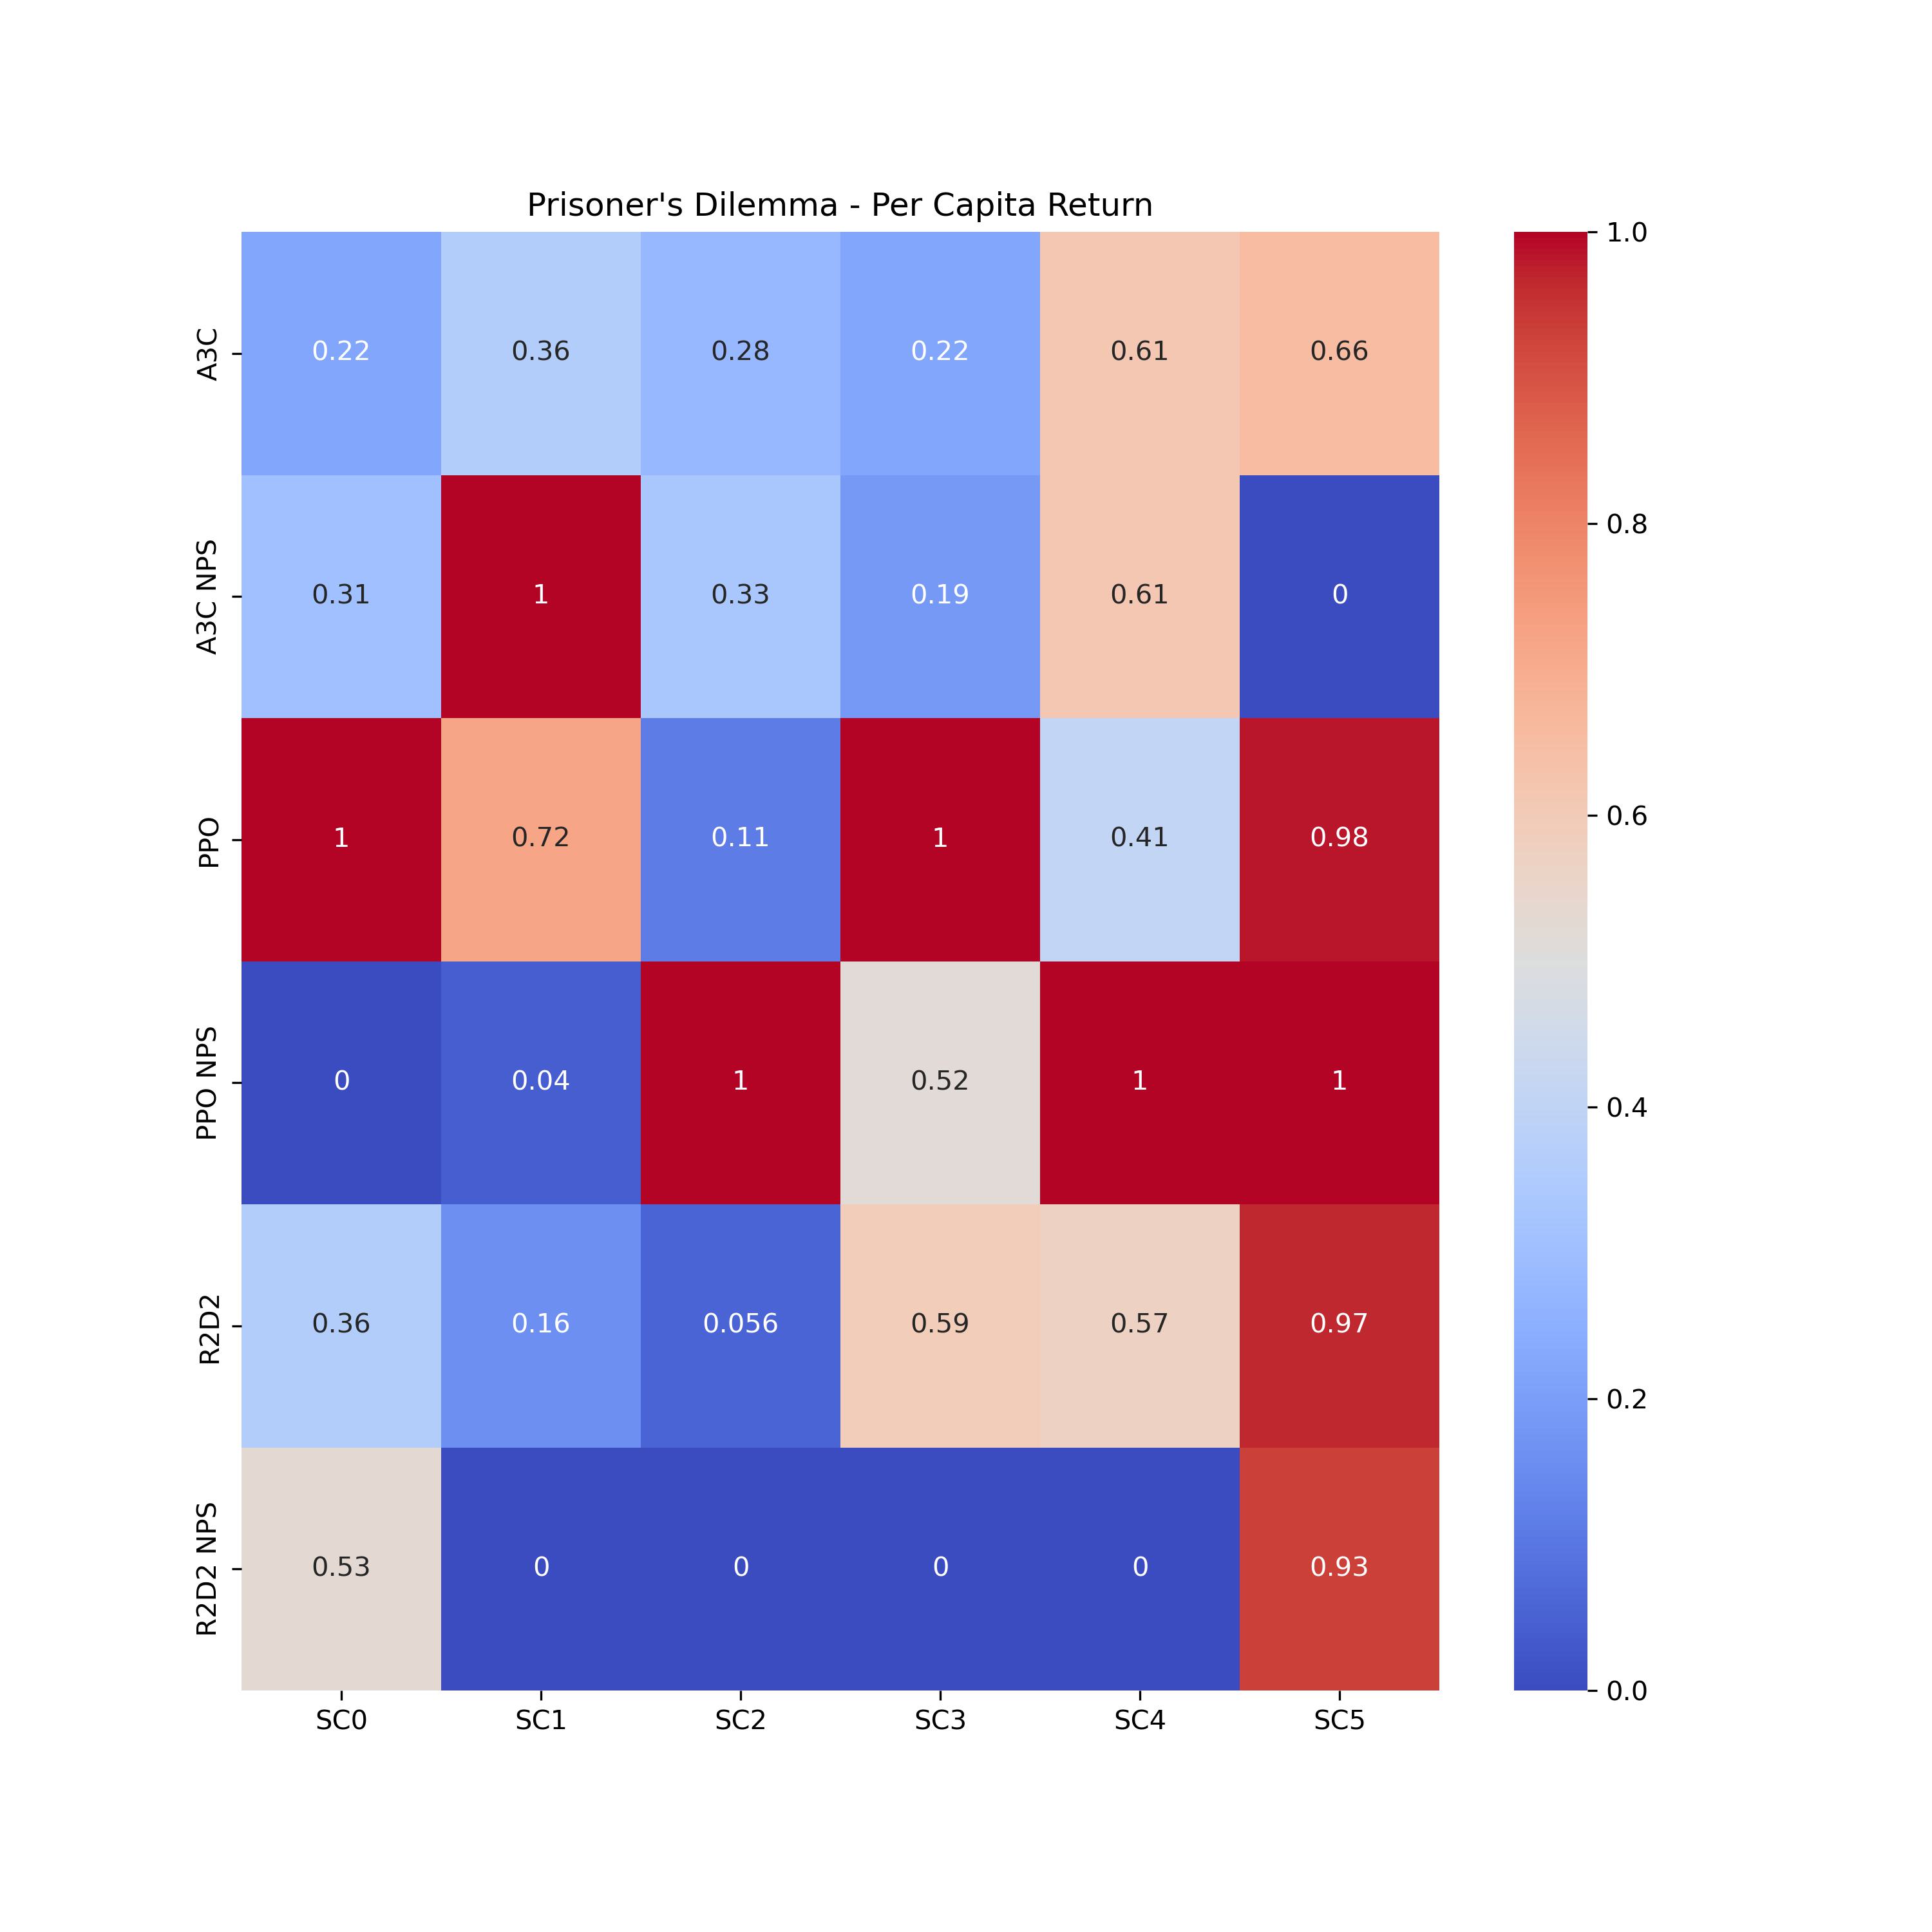 Prisoner's Dilemma - Per Capita Return
A3C 0.22 0.36 0.28 0.22 0.61 0.66
A3C NPS 0.31 1 0.33 0.19 0.61 0
PPO 1 0.72 0.11 1 0.41 0.98
PPO NPS 0 0.04 1 0.52 1 1
R2D2 0.36 0.16 0.056 0.59 0.57 0.97
R2D2 NPS 0.53 0 0 0 0 0.93
SC0 SC1 SC2 SC3 SC4 SC5
1.0
0.8
0.6
0.4
0.2
0.0